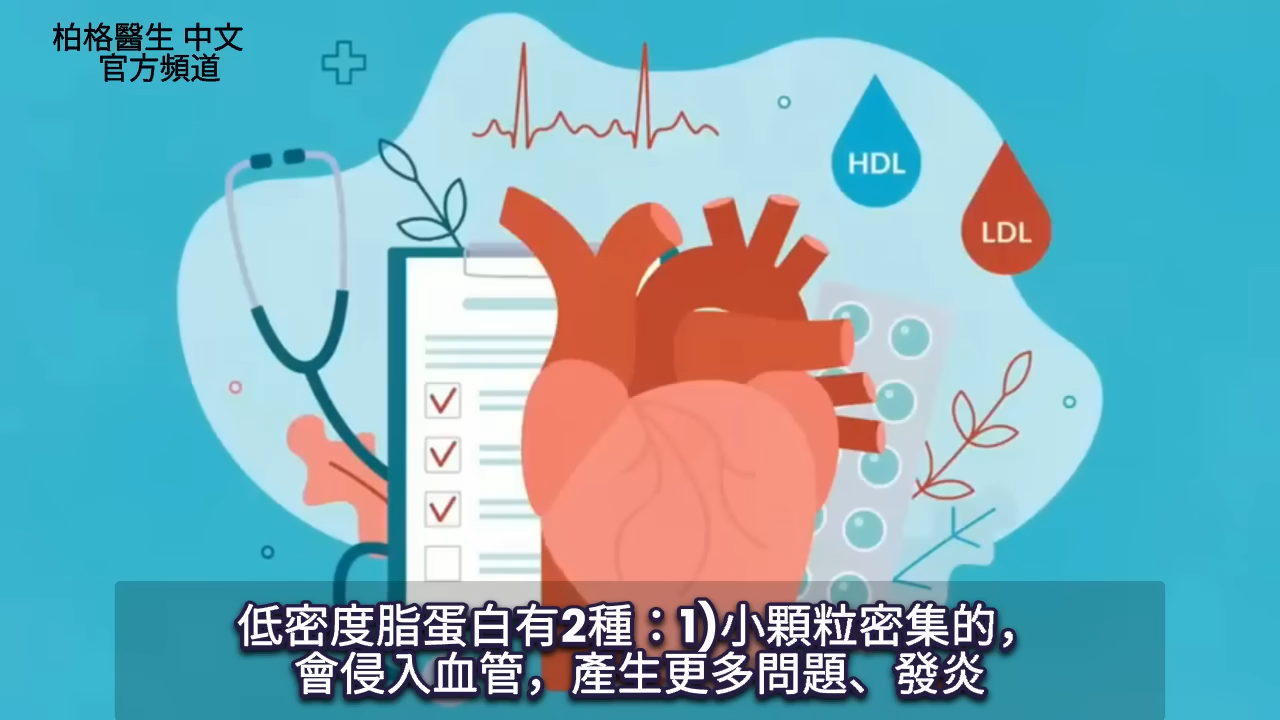 柏格醫生 中文
官方頻道
HDL
LDL
低密度脂蛋白有2種：1)小顆粒密集的，
會侵入血管，產生更多問題、發炎